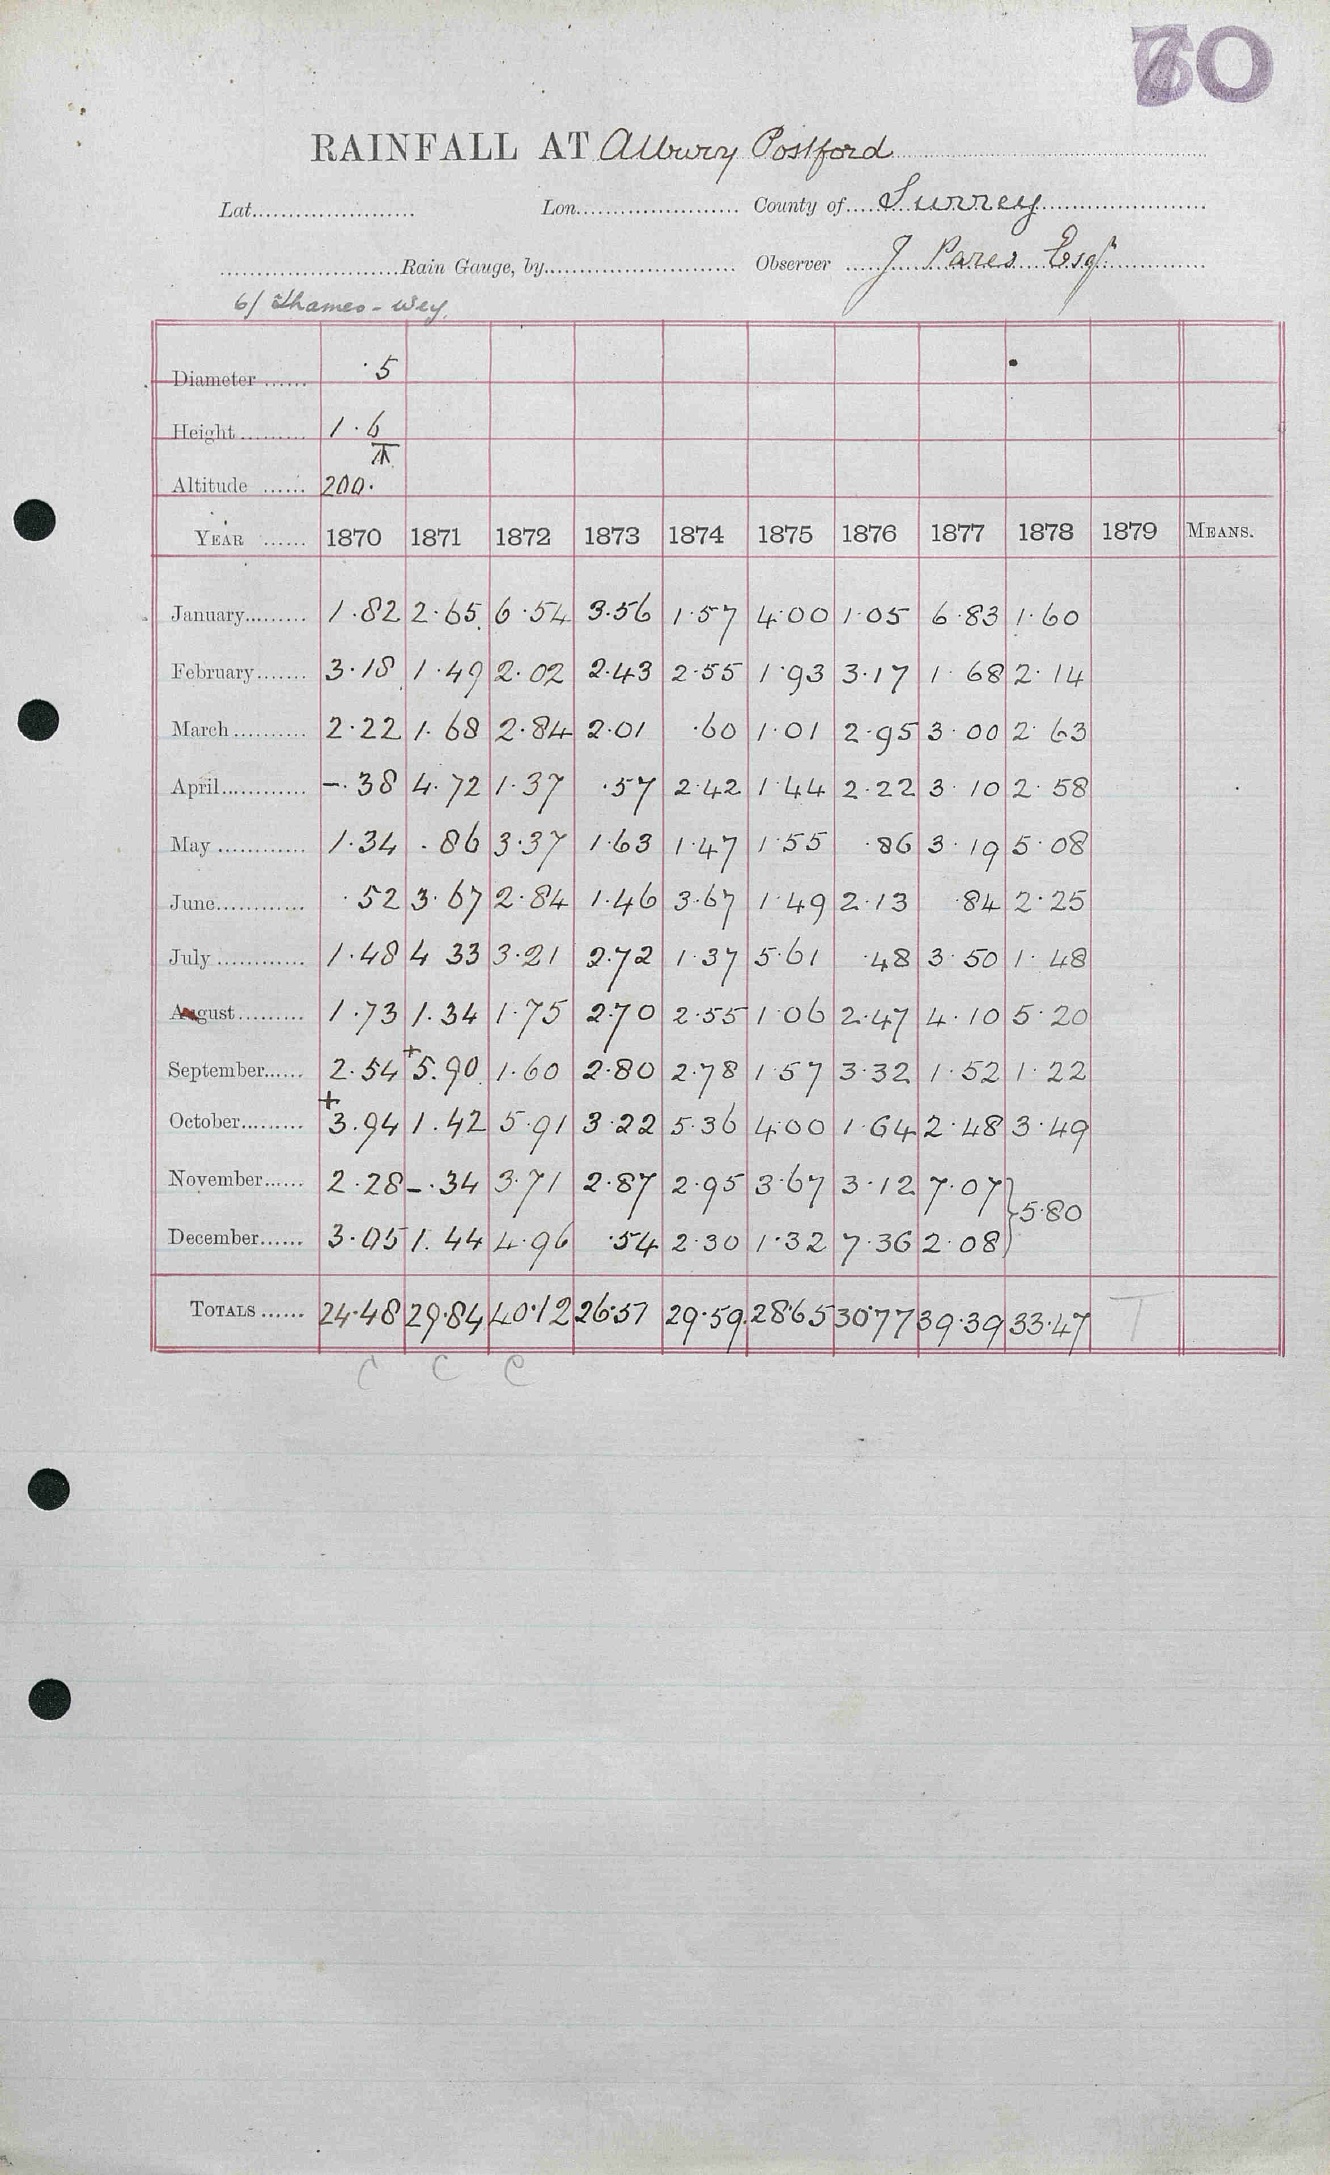 70
RAINFALL AT Albury Postford
Lat...................... Lon...................... County of Surrey
Rain Gauge, by...................... Observer J Pares Esqr
6/ Thames - Wey.
Diameter ...... .5
Height ......... 1.6
Altitude ...... 200.
YEAR ...... 1870 1871 1872 1873 1874 1875 1876 1877 1878 1879 MEANS.
January......... 1.82 2.65 6.54 3.56 1.57 4.00 1.05 6.83 1.60
February....... 3.18 1.49 2.02 2.43 2.55 1.93 3.17 1.68 2.14
March .......... 2.22 1.68 2.84 2.01 .60 1.01 2.95 3.00 2.63
April............ -.38 4.72 1.37 .57 2.42 1.44 2.22 3.10 2.58
May ............ 1.34 .86 3.37 1.63 1.47 1.55 .86 3.19 5.08
June............ .52 3.67 2.84 1.46 3.67 1.49 2.13 .84 2.25
July ............ 1.48 4 33 3.21 2.72 1.37 5.61 .48 3.50 1.48
August......... 1.73 1.34 1.75 2.70 2.55 1.06 2.47 4.10 5.20
September...... 2.54 +5.90 1.60 2.80 2.78 1.57 3.32 1.52 1.22
October......... +3.94 1.42 5.91 3.22 5.36 4.00 1.64 2.48 3.49
November...... 2.28 -.34 3.71 2.87 2.95 3.67 3.12 7.07 } 5.80
December...... 3.05 1.44 4.96 .54 2.30 1.32 7.36 2.08
TOTALS ...... 24.48 29.84 40.12 26.51 29.59 28.65 30.77 39.39 33.47 T
C C C